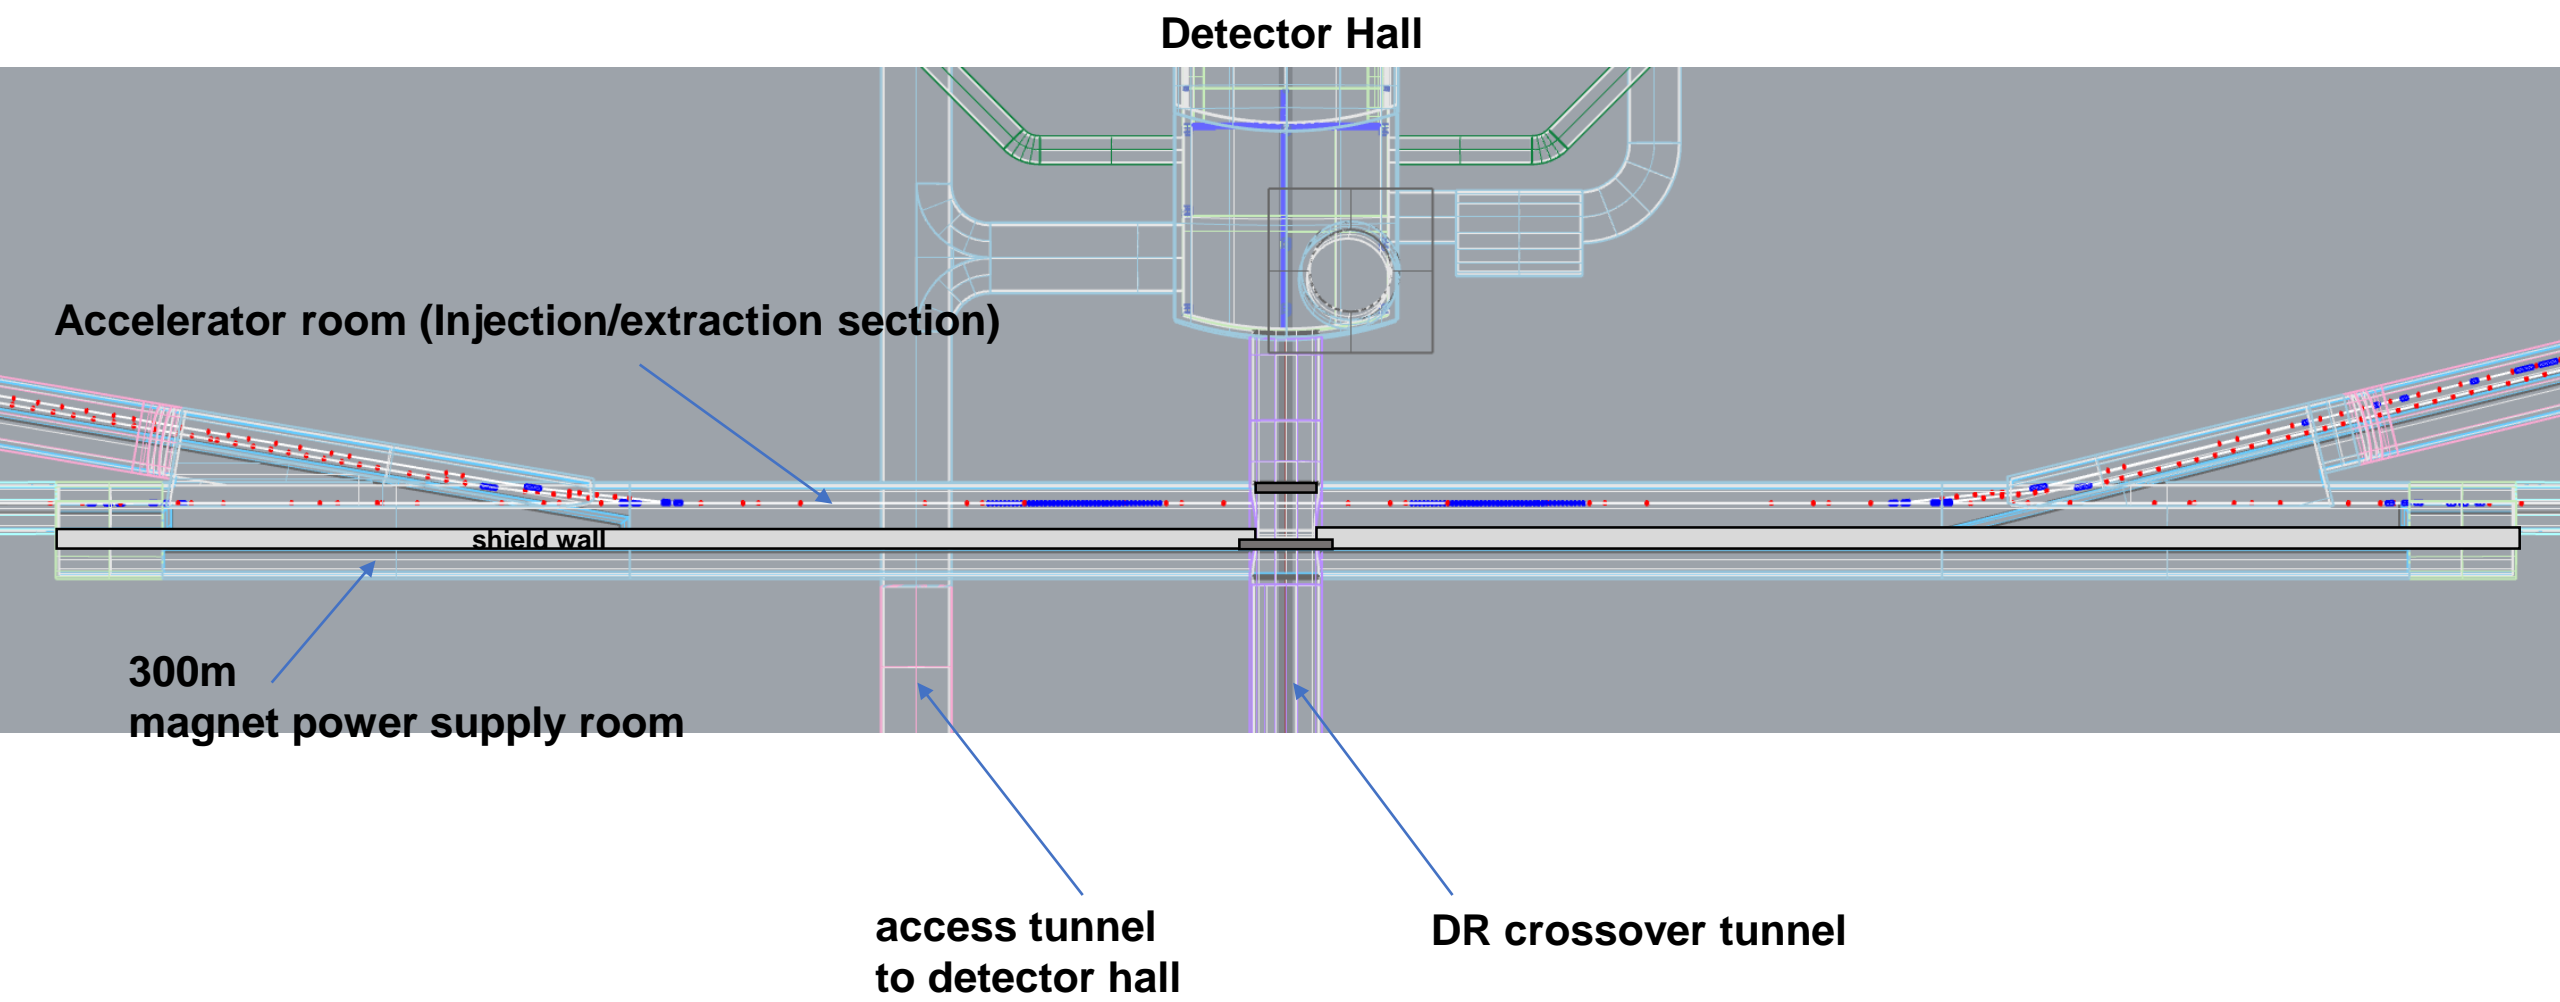 Detector Hall
Accelerator room (Injection/extraction section)
shield wall
300m
magnet power supply room
access tunnel
to detector hall
DR crossover tunnel